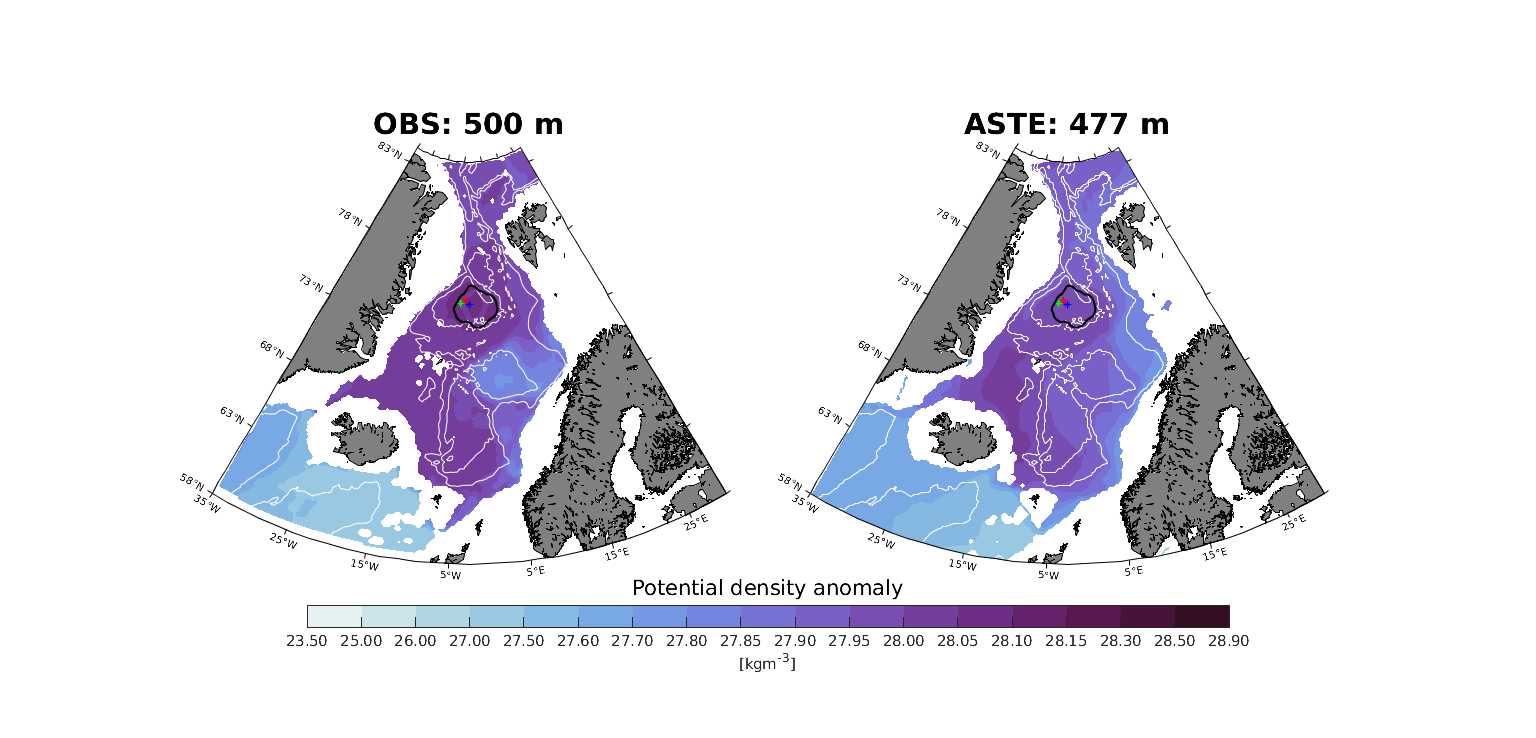 OBS: 500 m
ASTE: 477 m
83°N
78°N
73°N
68°N
63°N
58°N
35°W
25°W
15°W
5°W
5°E
15°E
25°E
83°N
78°N
73°N
68°N
63°N
58°N
35°W
25°W
15°W
5°W
5°E
15°E
25°E
Potential density anomaly
23.50 25.00 26.00 27.00 27.50 27.60 27.70 27.80 27.85 27.90 27.95 28.00 28.05 28.10 28.15 28.30 28.50 28.90
[kgm-3]